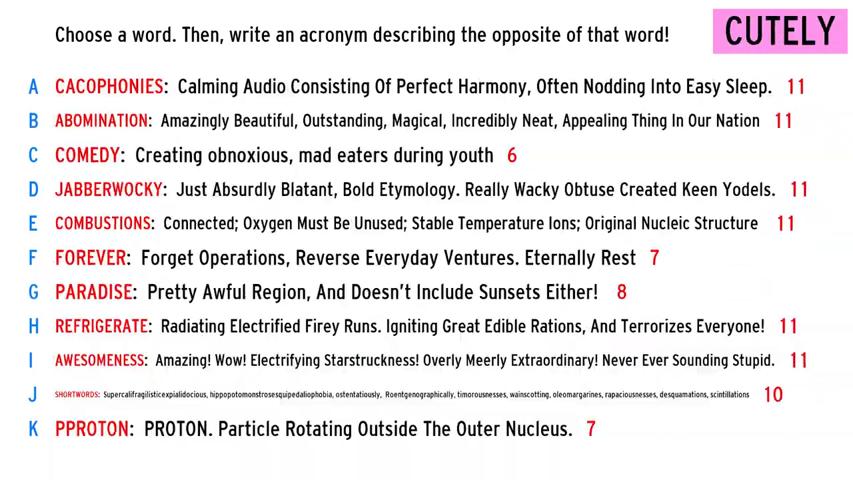 Choose a word. Then, write an acronym describing the opposite of that word!
CUTELY
A CACOPHONIES: Calming Audio Consisting Of Perfect Harmony, Often Nodding Into Easy Sleep. 11
B ABOMINATION: Amazingly Beautiful, Outstanding, Magical, Incredibly Neat, Appealing Thing In Our Nation 11
C COMEDY: Creating obnoxious, mad eaters during youth 6
D JABBERWOCKY: Just Absurdly Blatant, Bold Etymology. Really Wacky Obtuse Created Keen Yodels. 11
E COMBUSTIONS: Connected; Oxygen Must Be Unused; Stable Temperature Ions; Original Nucleic Structure 11
F FOREVER: Forget Operations, Reverse Everyday Ventures. Eternally Rest 7
G PARADISE: Pretty Awful Region, And Doesn't Include Sunsets Either! 8
H REFRIGERATE: Radiating Electrified Firey Runs. Igniting Great Edible Rations, And Terrorizes Everyone! 11
I AWESOMENESS: Amazing! Wow! Electrifying Starstruckness! Overly Meerly Extraordinary! Never Ever Sounding Stupid. 11
J SHORTWORDS: Supercalifragilisticexpialidocious, hippopotomonstrosesquipedaliophobia, ostentatiously, Roentgenographically, timorousnesses, wainscotting, oleomargarines, rapaciousnesses, desquamations, scintillations 10
K PPROTON: PROTON. Particle Rotating Outside The Outer Nucleus. 7